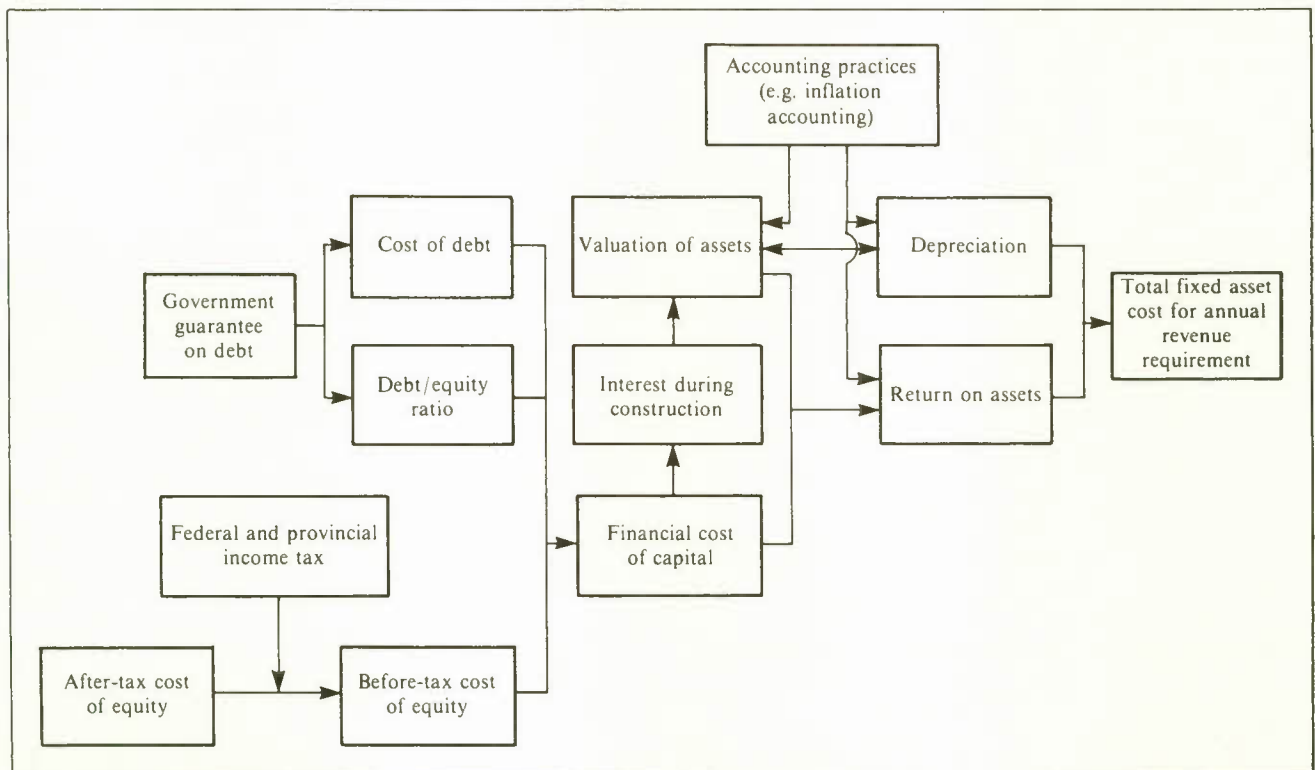 Accounting practices
(e.g. inflation
accounting)
Cost of debt
Valuation of assets
Depreciation
Government
guarantee
on debt
Total fixed asset
cost for annual
revenue
requirement
Debt/equity
ratio
Interest during
construction
Return on assets
Federal and provincial
income tax
Financial cost
of capital
After-tax cost
of equity
Before-tax cost
of equity